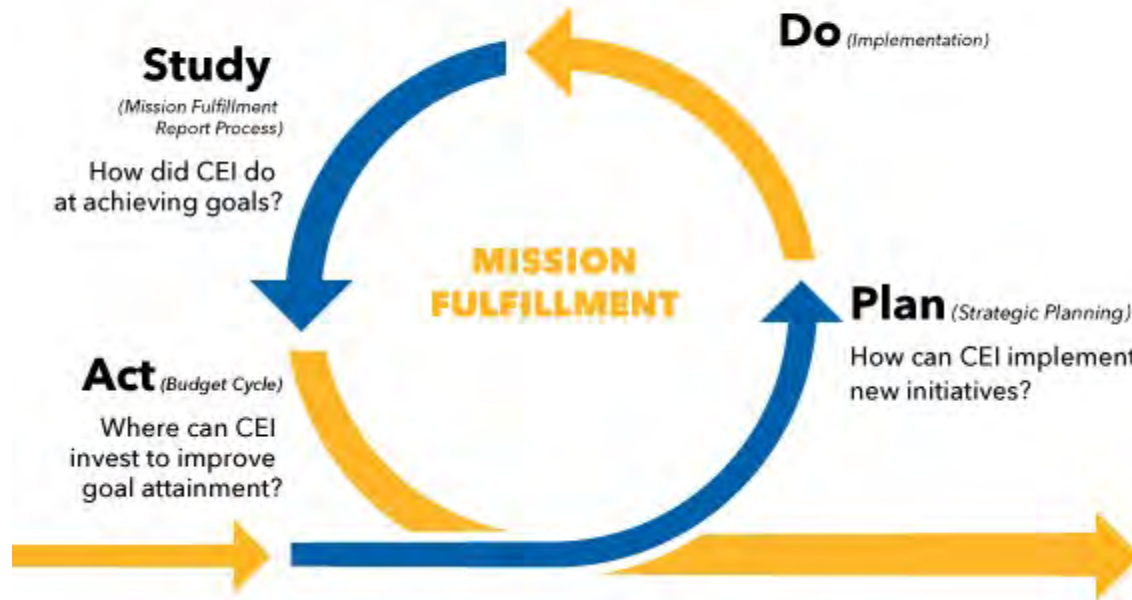 Study
(Mission Fulfillment
Report Process)
How did CEI do
at achieving goals?
Do (Implementation)
MISSION
FULFILLMENT
Plan (Strategic Planning)
How can CEI implement
new initiatives?
Act (Budget Cycle)
Where can CEI
invest to improve
goal attainment?